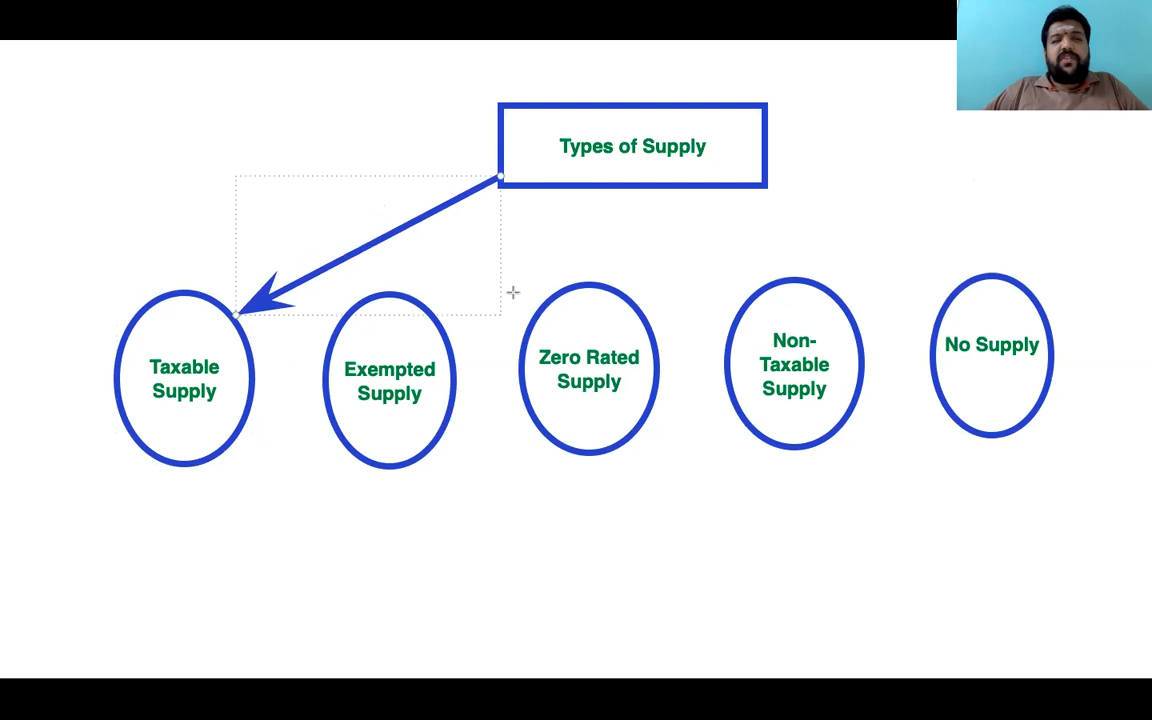 Types of Supply
Taxable
Supply
Exempted
Supply
Zero Rated
Supply
Non-
Taxable
Supply
No Supply